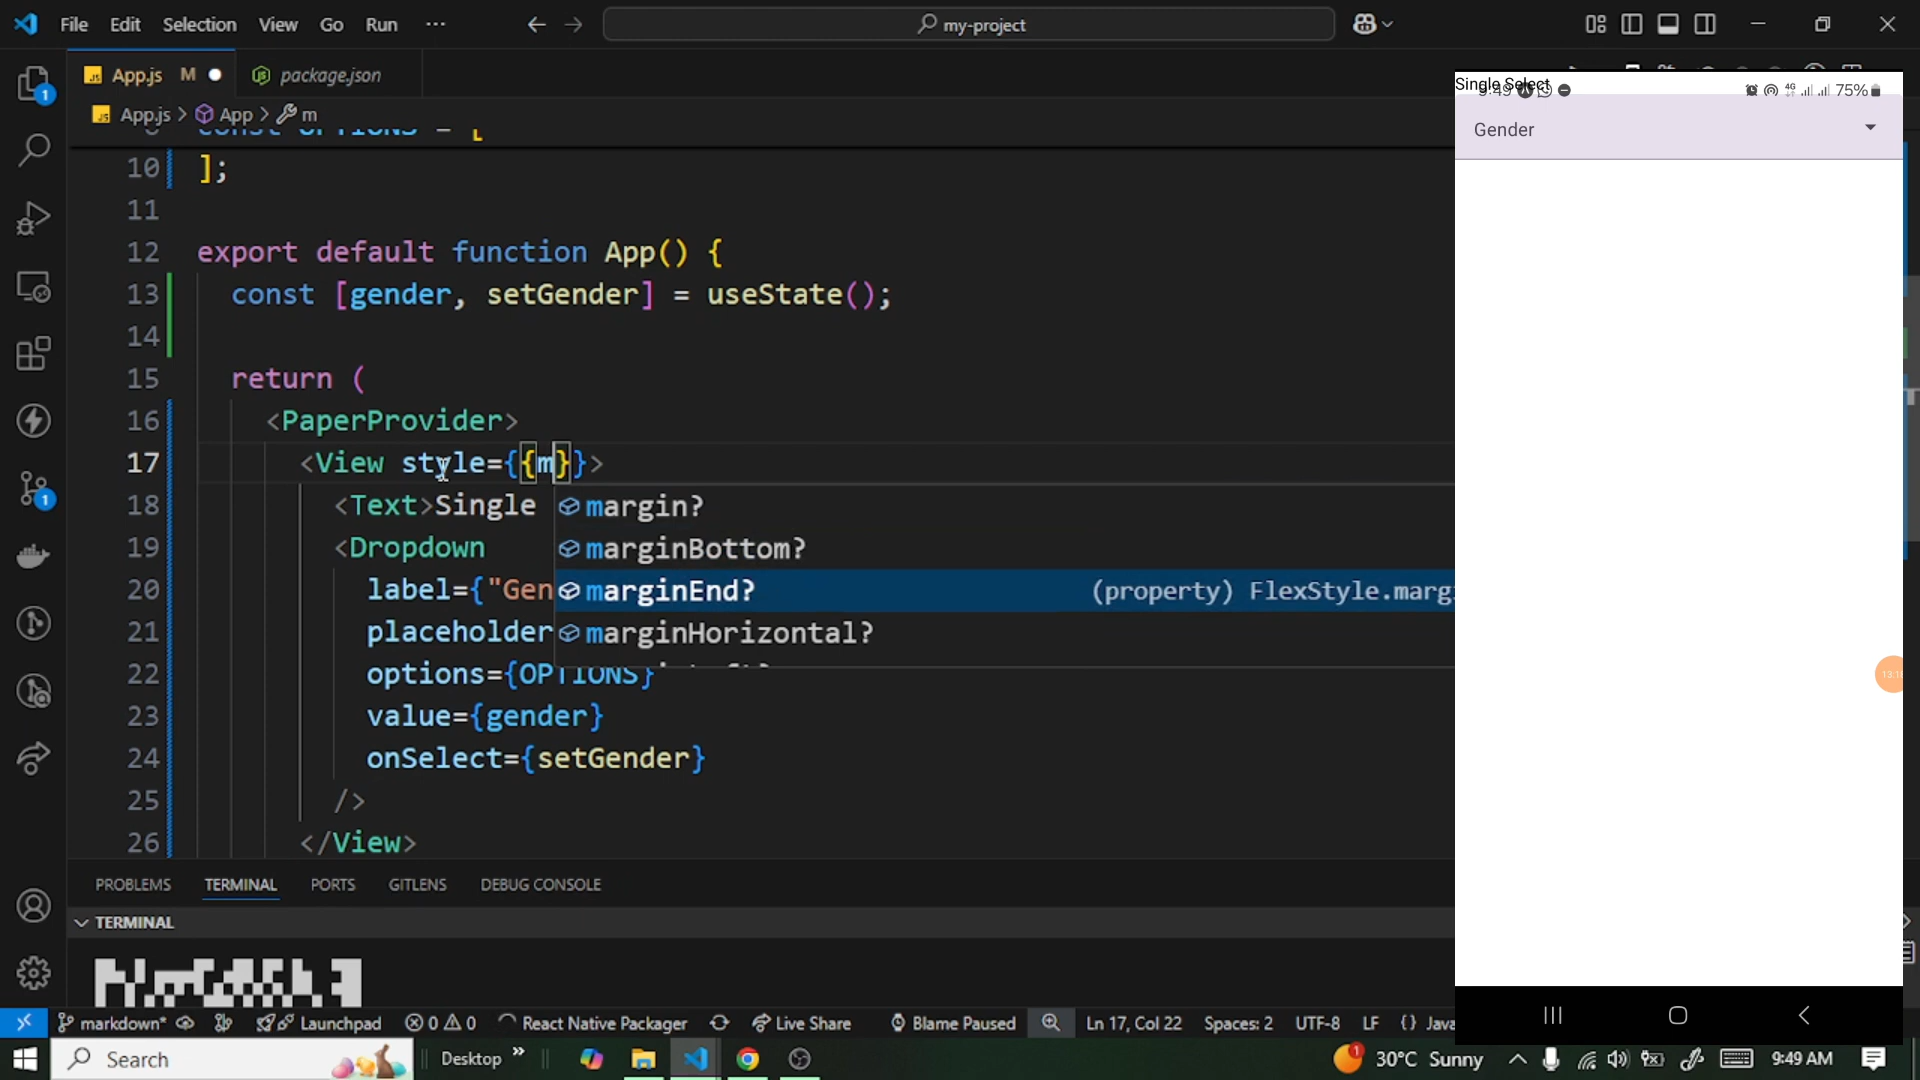 File Edit Selection View Go Run ...
my-project
App.js M
package.json
App.js > App > m
10 ];
11
12 export default function App() {
13 const [gender, setGender] = useState();
14
15 return (
16 <PaperProvider>
17 <View style={{m}}>
18 <Text>Single
19 <Dropdown
20 label={"Gen
21 placeholder
22 options={OPTIONS}
23 value={gender}
24 onSelect={setGender}
25 />
26 </View>
margin?
marginBottom?
marginEnd? (property) FlexStyle.marg
marginHorizontal?
PROBLEMS TERMINAL PORTS GITLENS DEBUG CONSOLE
TERMINAL
markdown* Launchpad 0 0 React Native Packager Live Share Blame Paused Ln 17, Col 22 Spaces: 2 UTF-8 LF {} Java
Search Desktop 30°C Sunny 9:49 AM
Single Select
9:49 4G 75%
Gender